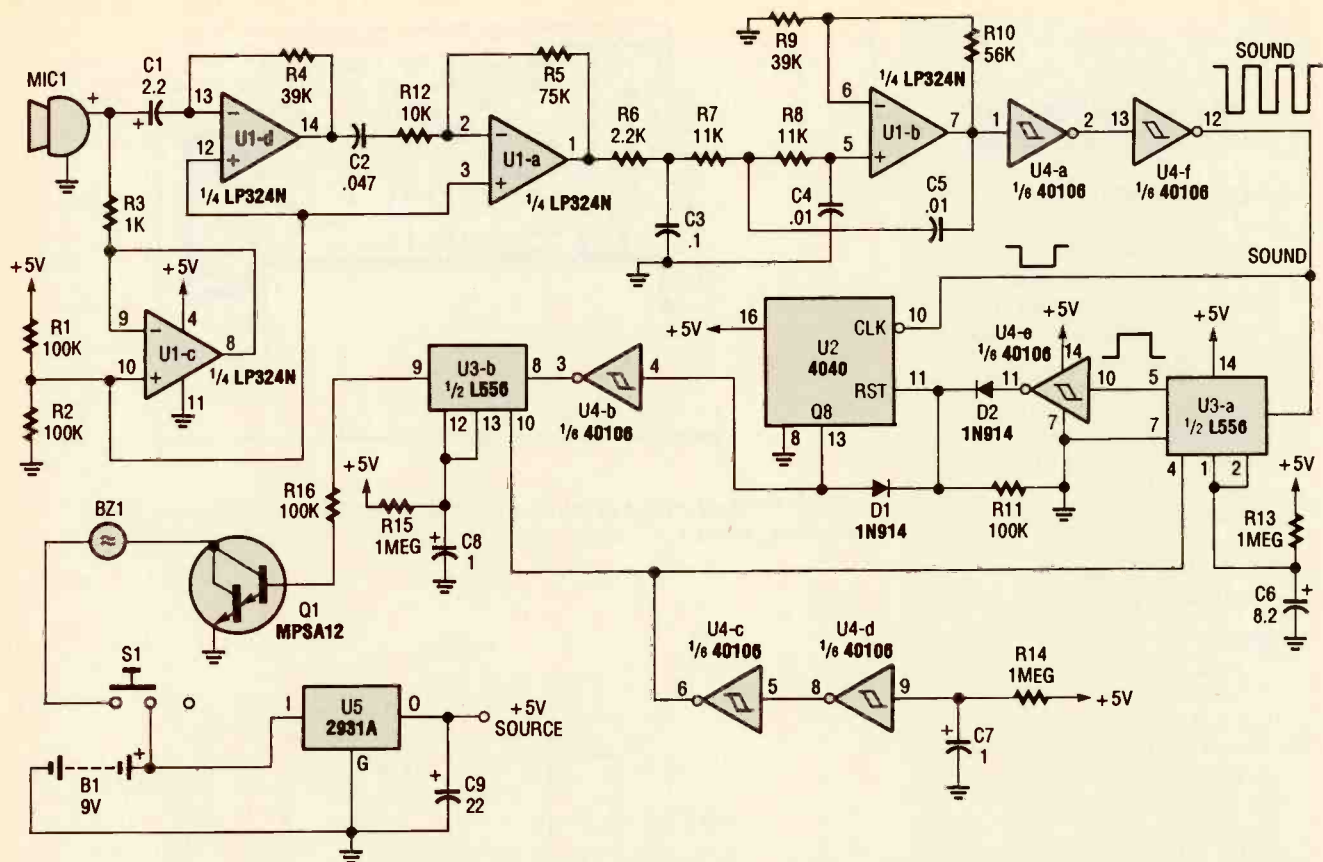 MIC1
+
C1
2.2
+
13
12
R4
39K
U1-d
14
1/4 LP324N
C2
.047
R12
10K
R5
75K
2
3
U1-a
1
1/4 LP324N
R6
2.2K
R7
11K
R8
11K
C3
.1
C4
.01
C5
.01
R9
39K
R10
56K
1/4 LP324N
6
5
U1-b
7
1
U4-a
1/6 40106
2
13
U4-f
1/6 40106
12
SOUND
SOUND
R3
1K
+5V
R1
100K
R2
100K
+5V
9
10
4
U1-c
8
11
1/4 LP324N
+5V
16
CLK
10
U2
4040
RST
11
Q8
8
13
D2
1N914
D1
1N914
R11
100K
+5V
U4-e
1/6 40106
14
11
10
7
+5V
14
5
7
U3-a
1/2 L556
4
1
2
+5V
R13
1MEG
C6
8.2
+
9
U3-b
1/2 L556
8
12
13
10
3
4
U4-b
1/6 40106
+5V
R15
1MEG
+
C8
1
R16
100K
BZ1
Q1
MPSA12
S1
1
U5
2931A
O
G
+5V
SOURCE
+
C9
22
+
B1
9V
U4-c
1/6 40106
6
5
U4-d
1/6 40106
8
9
R14
1MEG
+5V
+
C7
1